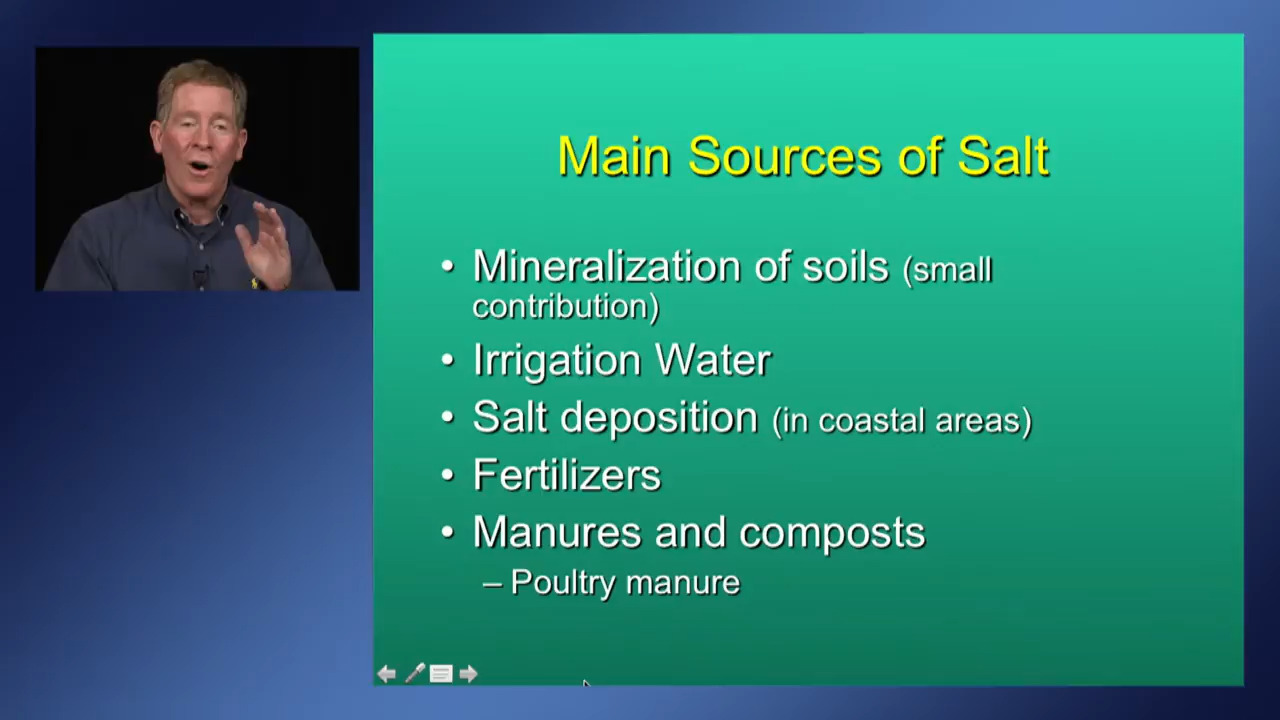 Main Sources of Salt
• Mineralization of soils (small
contribution)
• Irrigation Water
• Salt deposition (in coastal areas)
• Fertilizers
• Manures and composts
– Poultry manure